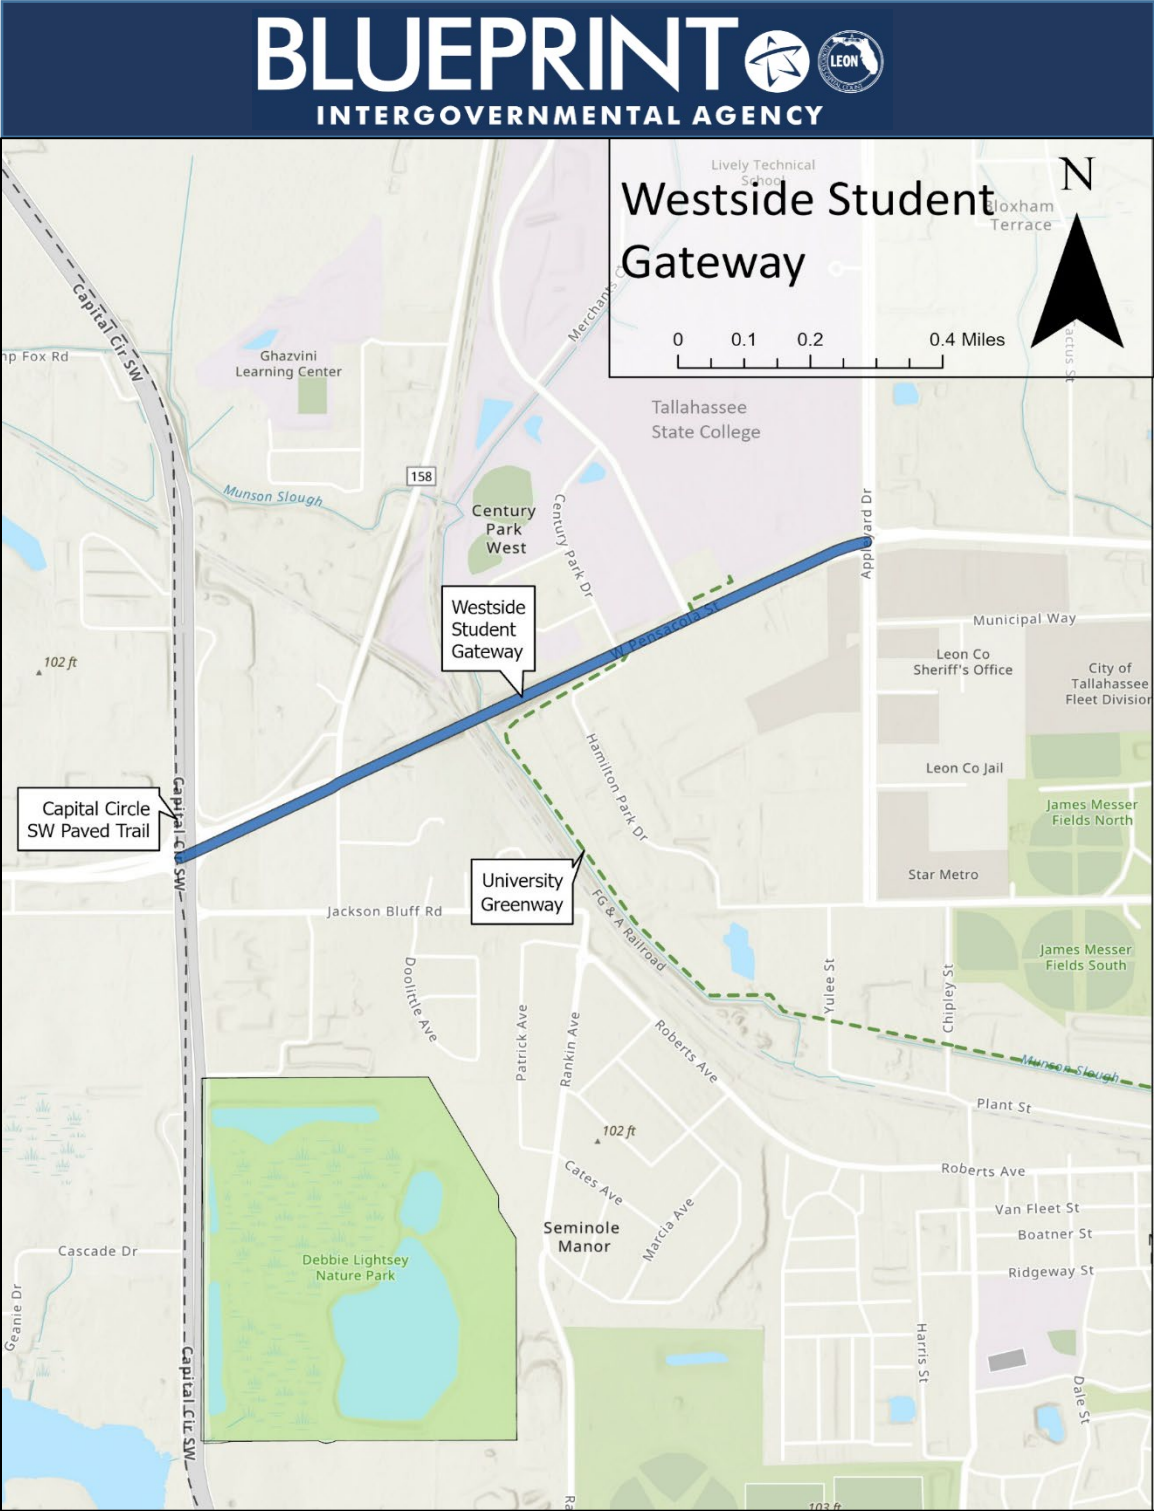 BLUEPRINT
LEON
INTERGOVERNMENTAL AGENCY
Westside Student
Gateway
N
0 0.1 0.2 0.4 Miles
Lively Technical
School
Bloxham
Terrace
Cactus St
Merchants
Capital Cir SW
mp Fox Rd
Ghazvini
Learning Center
Tallahassee
State College
158
Munson Slough
Century
Park
West
Century Park Dr
Appleyard Dr
Westside
Student
Gateway
W Pensacola St
Municipal Way
Leon Co
Sheriff's Office
City of
Tallahassee
Fleet Division
102 ft
Hamilton Park Dr
Leon Co Jail
Capital Circle
SW Paved Trail
Capital Cir SW
James Messer
Fields North
University
Greenway
Star Metro
Jackson Bluff Rd
FG & A Railroad
James Messer
Fields South
Doolittle Ave
Yulee St
Chipley St
Patrick Ave
Rankin Ave
Roberts Ave
Munson Slough
Plant St
102 ft
Cates Ave
Roberts Ave
Marcia Ave
Van Fleet St
Seminole
Manor
Boatner St
Cascade Dr
Debbie Lightsey
Nature Park
Ridgeway St
Geanie Dr
Harris St
Capital Cir SW
Dale St
Ra
103 ft